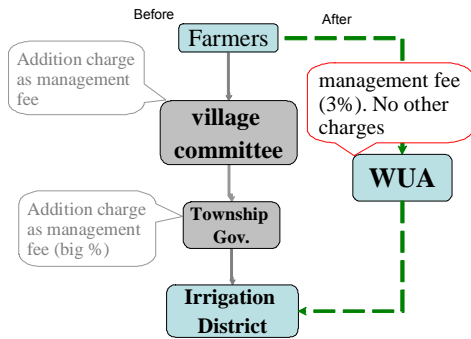 Before
After
Farmers
Addition charge
as management
fee
management fee
(3%). No other
charges
village
committee
WUA
Addition charge
as management
fee (big %)
Township
Gov.
Irrigation
District